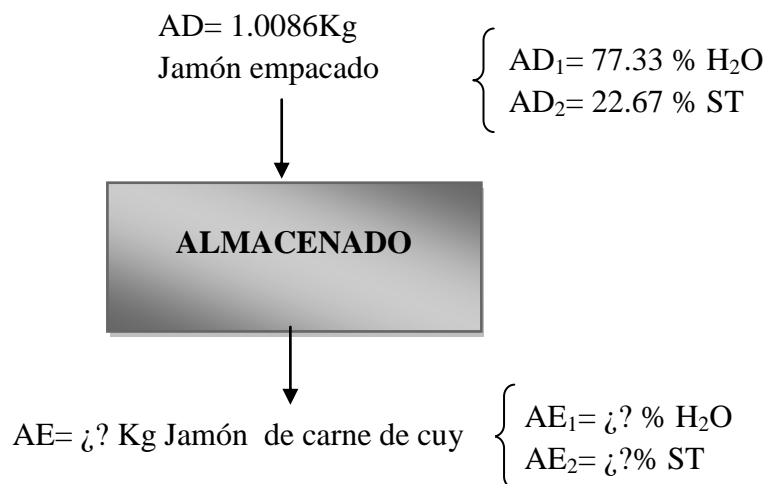 AD= 1.0086Kg
Jamón empacado
AD₁= 77.33 % H₂O
AD₂= 22.67 % ST
ALMACENADO
AE= ¿? Kg Jamón de carne de cuy
AE₁= ¿? % H₂O
AE₂= ¿?% ST